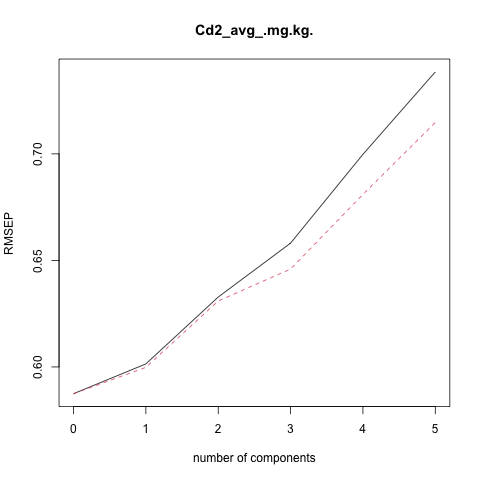 Cd2_avg_.mg.kg.
RMSEP
0.70
0.65
0.60
0 1 2 3 4 5
number of components